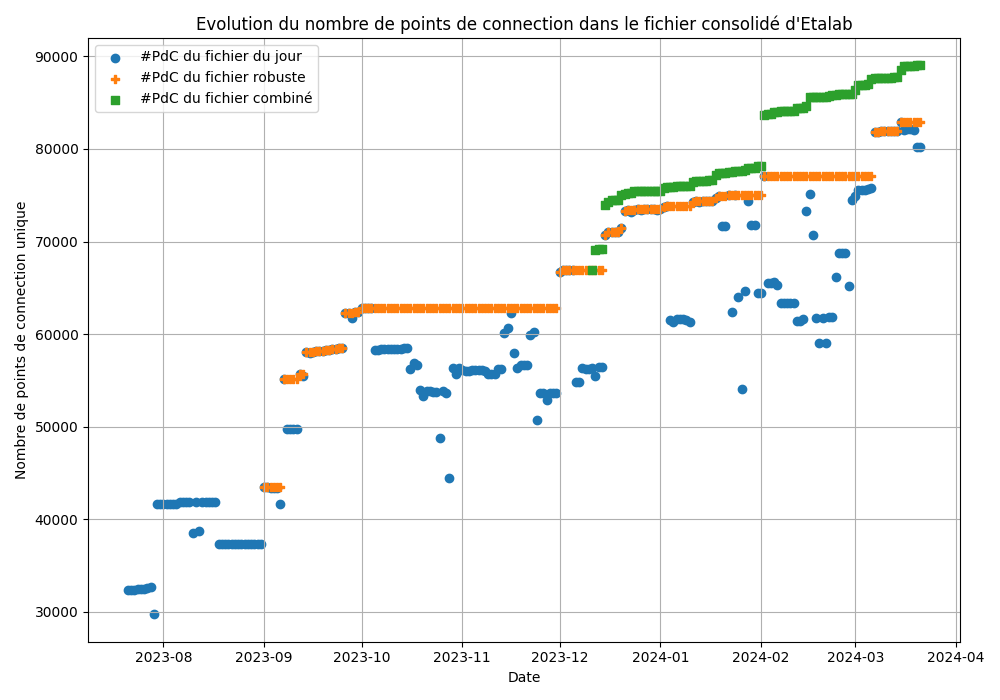 Evolution du nombre de points de connection dans le fichier consolidé d'Etalab
#PdC du fichier du jour
#PdC du fichier robuste
#PdC du fichier combiné
Nombre de points de connection unique
90000
80000
70000
60000
50000
40000
30000
2023-08
2023-09
2023-10
2023-11
2023-12
2024-01
2024-02
2024-03
2024-04
Date